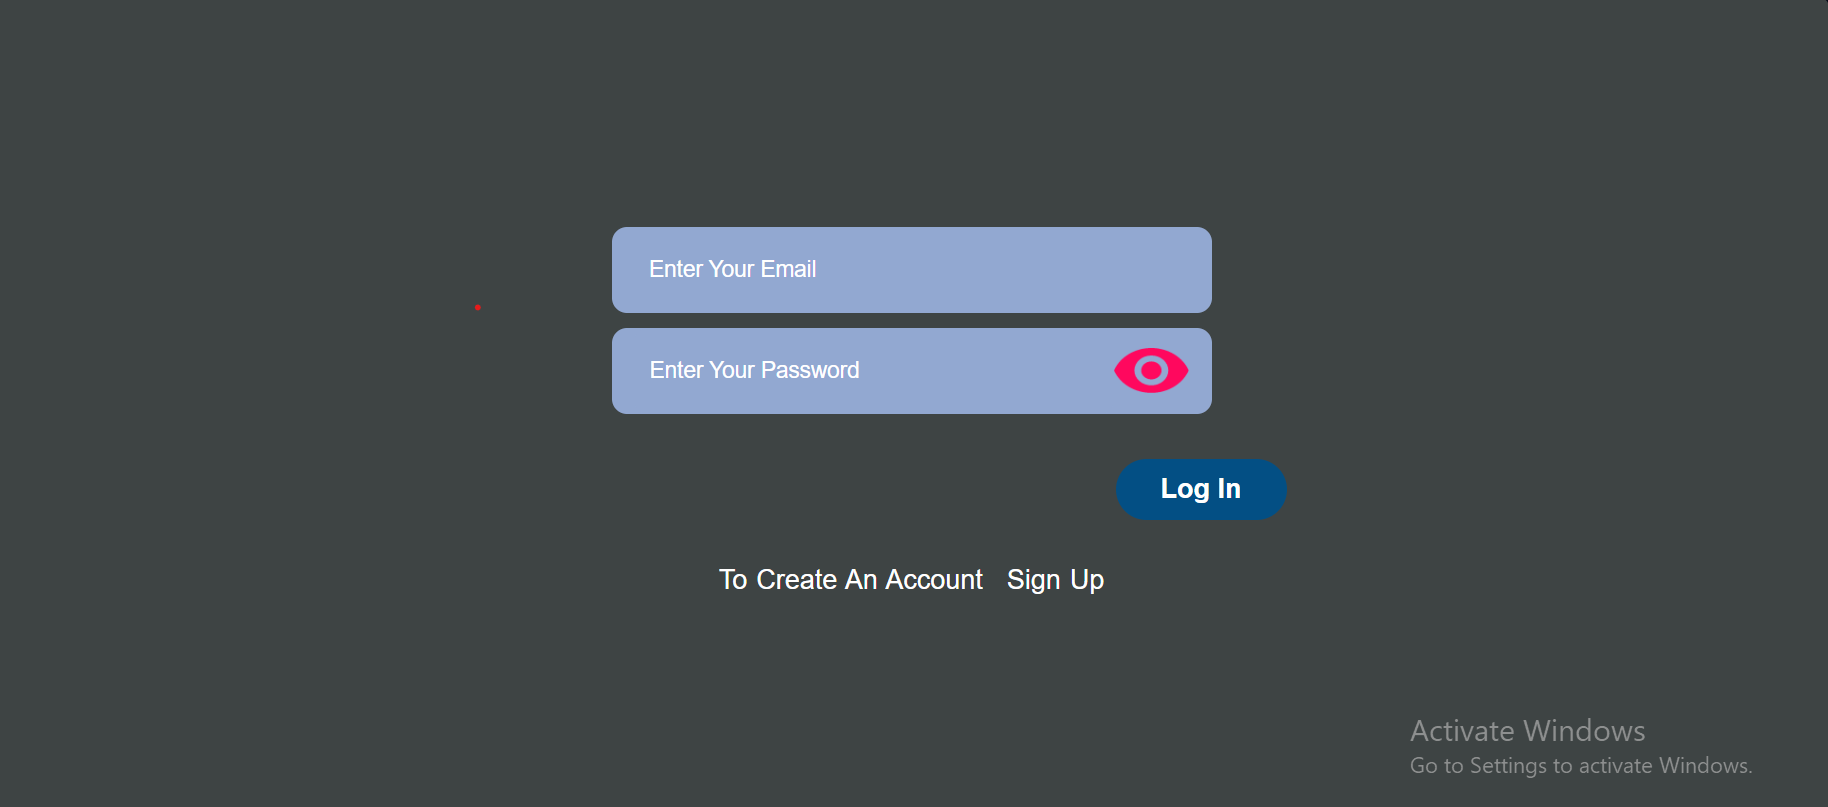 Enter Your Email
Enter Your Password
Log In
To Create An Account Sign Up
Activate Windows
Go to Settings to activate Windows.